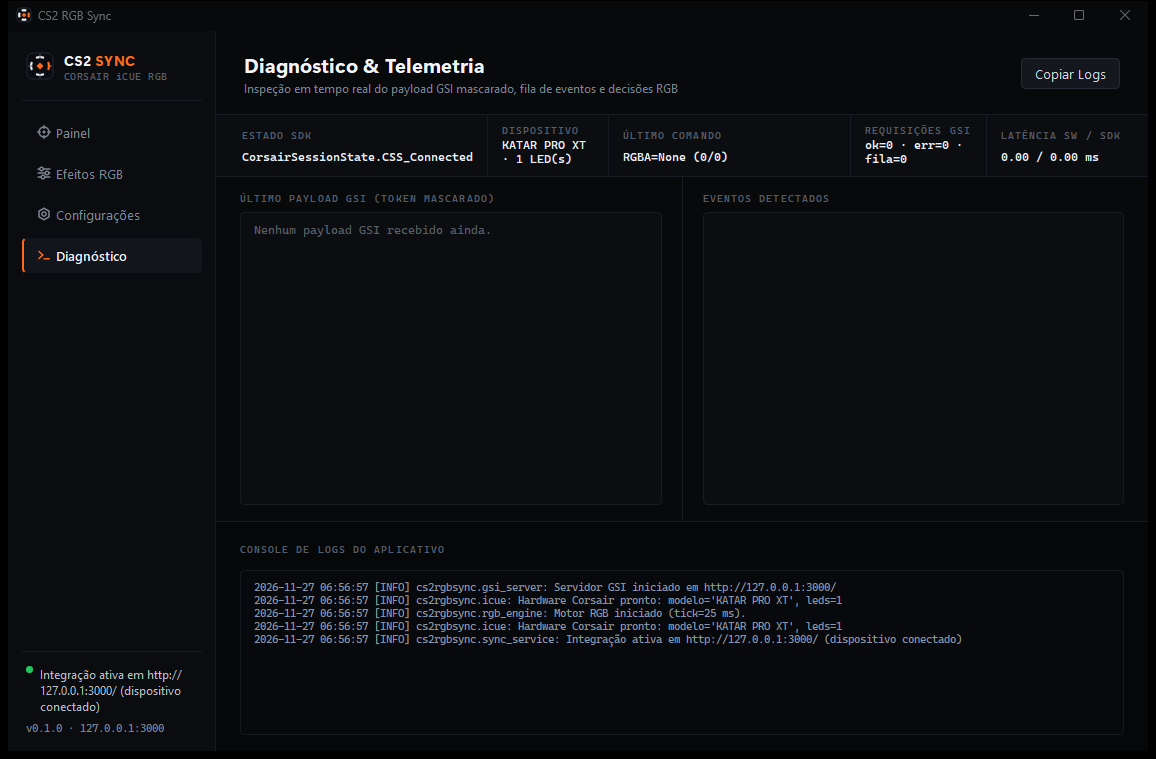 CS2 RGB Sync
CS2 SYNC
CORSAIR iCUE RGB
Painel
Efeitos RGB
Configurações
Diagnóstico
Integração ativa em http://
127.0.0.1:3000/ (dispositivo
conectado)
v0.1.0 · 127.0.0.1:3000
Diagnóstico & Telemetria
Inspeção em tempo real do payload GSI mascarado, fila de eventos e decisões RGB
Copiar Logs
ESTADO SDK
CorsairSessionState.CSS_Connected
DISPOSITIVO
KATAR PRO XT
· 1 LED(s)
ÚLTIMO COMANDO
RGBA=None (0/0)
REQUISIÇÕES GSI
ok=0 · err=0 ·
fila=0
LATÊNCIA SW / SDK
0.00 / 0.00 ms
ÚLTIMO PAYLOAD GSI (TOKEN MASCARADO)
Nenhum payload GSI recebido ainda.
EVENTOS DETECTADOS
CONSOLE DE LOGS DO APLICATIVO
2026-11-27 06:56:57 [INFO] cs2rgbsync.gsi_server: Servidor GSI iniciado em http://127.0.0.1:3000/
2026-11-27 06:56:57 [INFO] cs2rgbsync.icue: Hardware Corsair pronto: modelo='KATAR PRO XT', leds=1
2026-11-27 06:56:57 [INFO] cs2rgbsync.rgb_engine: Motor RGB iniciado (tick=25 ms).
2026-11-27 06:56:57 [INFO] cs2rgbsync.icue: Hardware Corsair pronto: modelo='KATAR PRO XT', leds=1
2026-11-27 06:56:57 [INFO] cs2rgbsync.sync_service: Integração ativa em http://127.0.0.1:3000/ (dispositivo conectado)